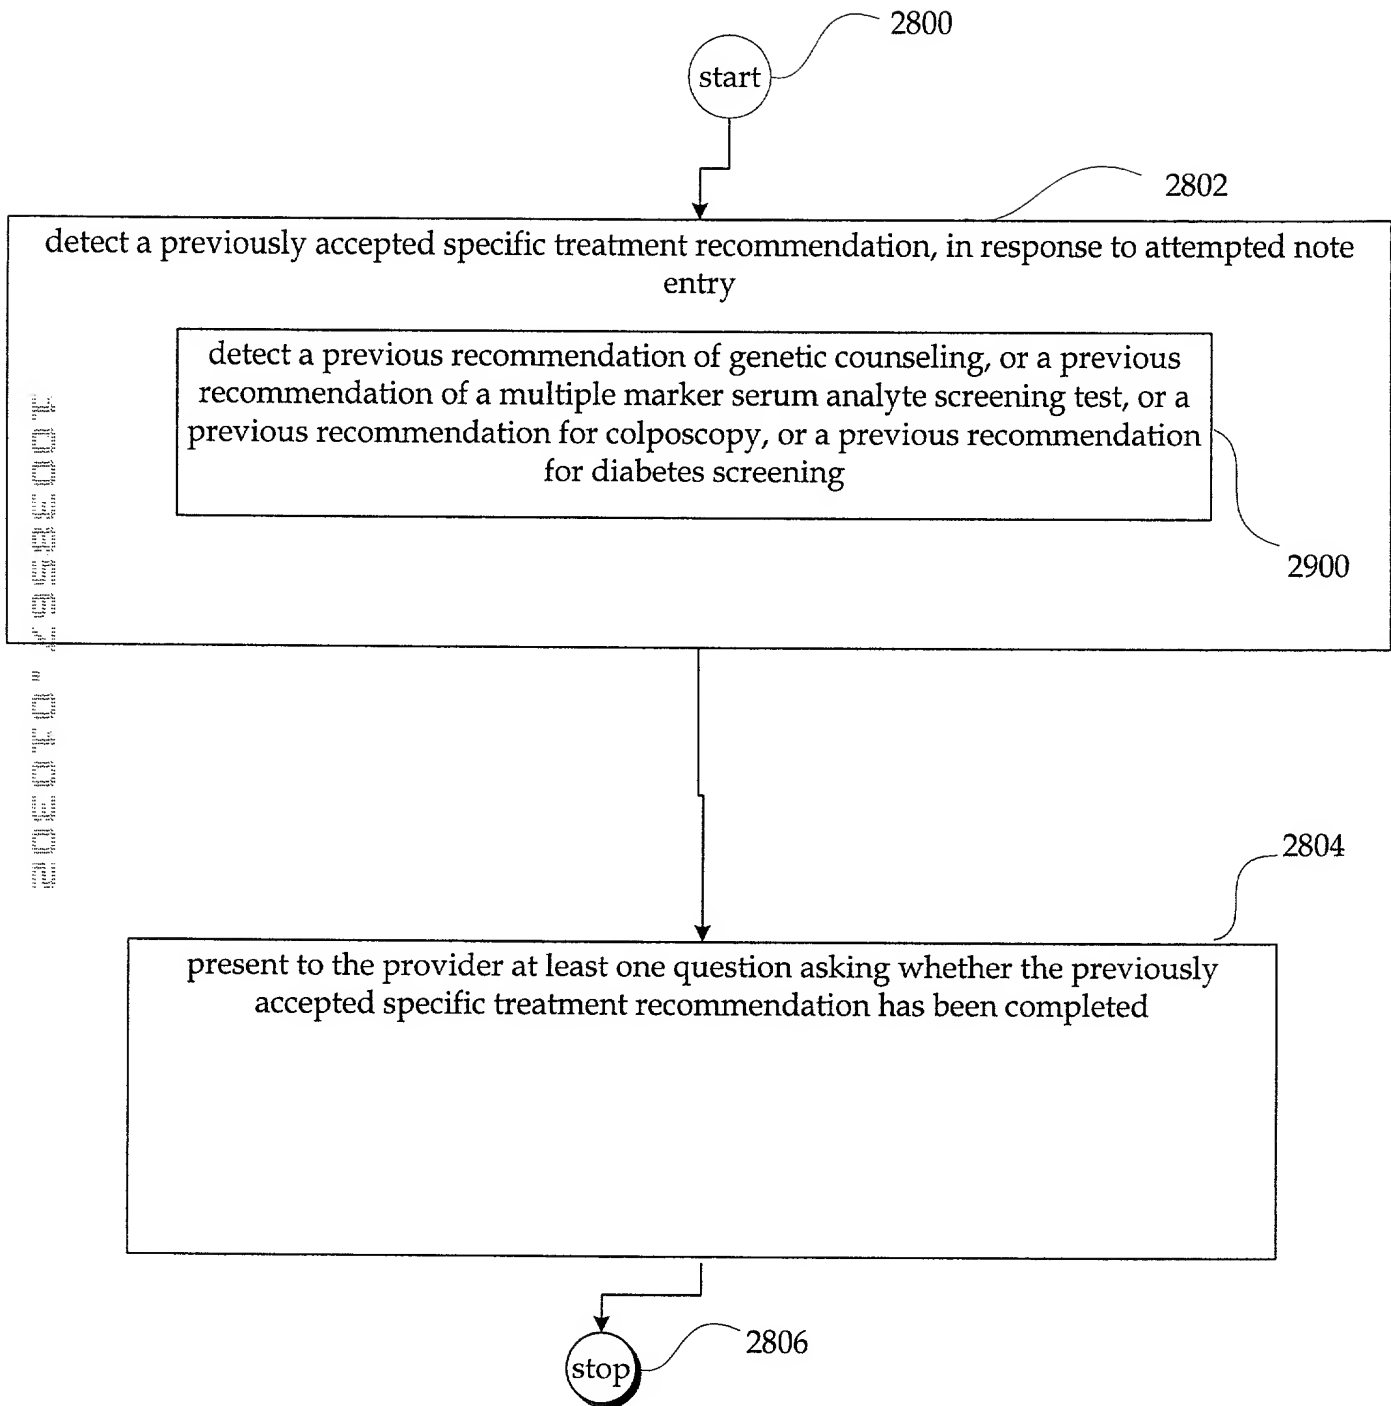 2800
start
2802
detect a previously accepted specific treatment recommendation, in response to attempted note
entry
detect a previous recommendation of genetic counseling, or a previous
recommendation of a multiple marker serum analyte screening test, or a
previous recommendation for colposcopy, or a previous recommendation
for diabetes screening
2900
2804
present to the provider at least one question asking whether the previously
accepted specific treatment recommendation has been completed
2806
stop